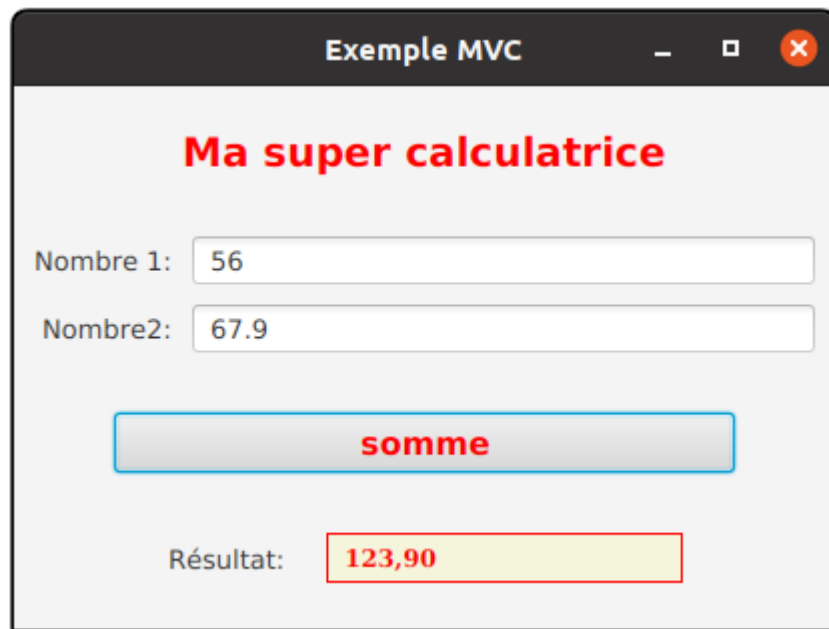 Exemple MVC
Ma super calculatrice
Nombre 1: 56
Nombre2: 67.9
somme
Résultat: 123,90